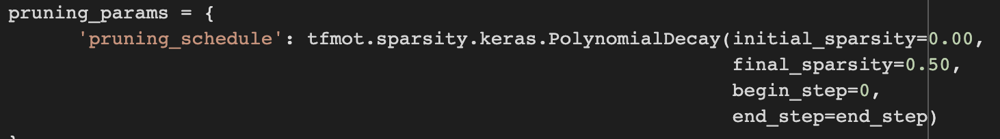 pruning_params = {
'pruning_schedule': tfmot.sparsity.keras.PolynomialDecay(initial_sparsity=0.00,
final_sparsity=0.50,
begin_step=0,
end_step=end_step)